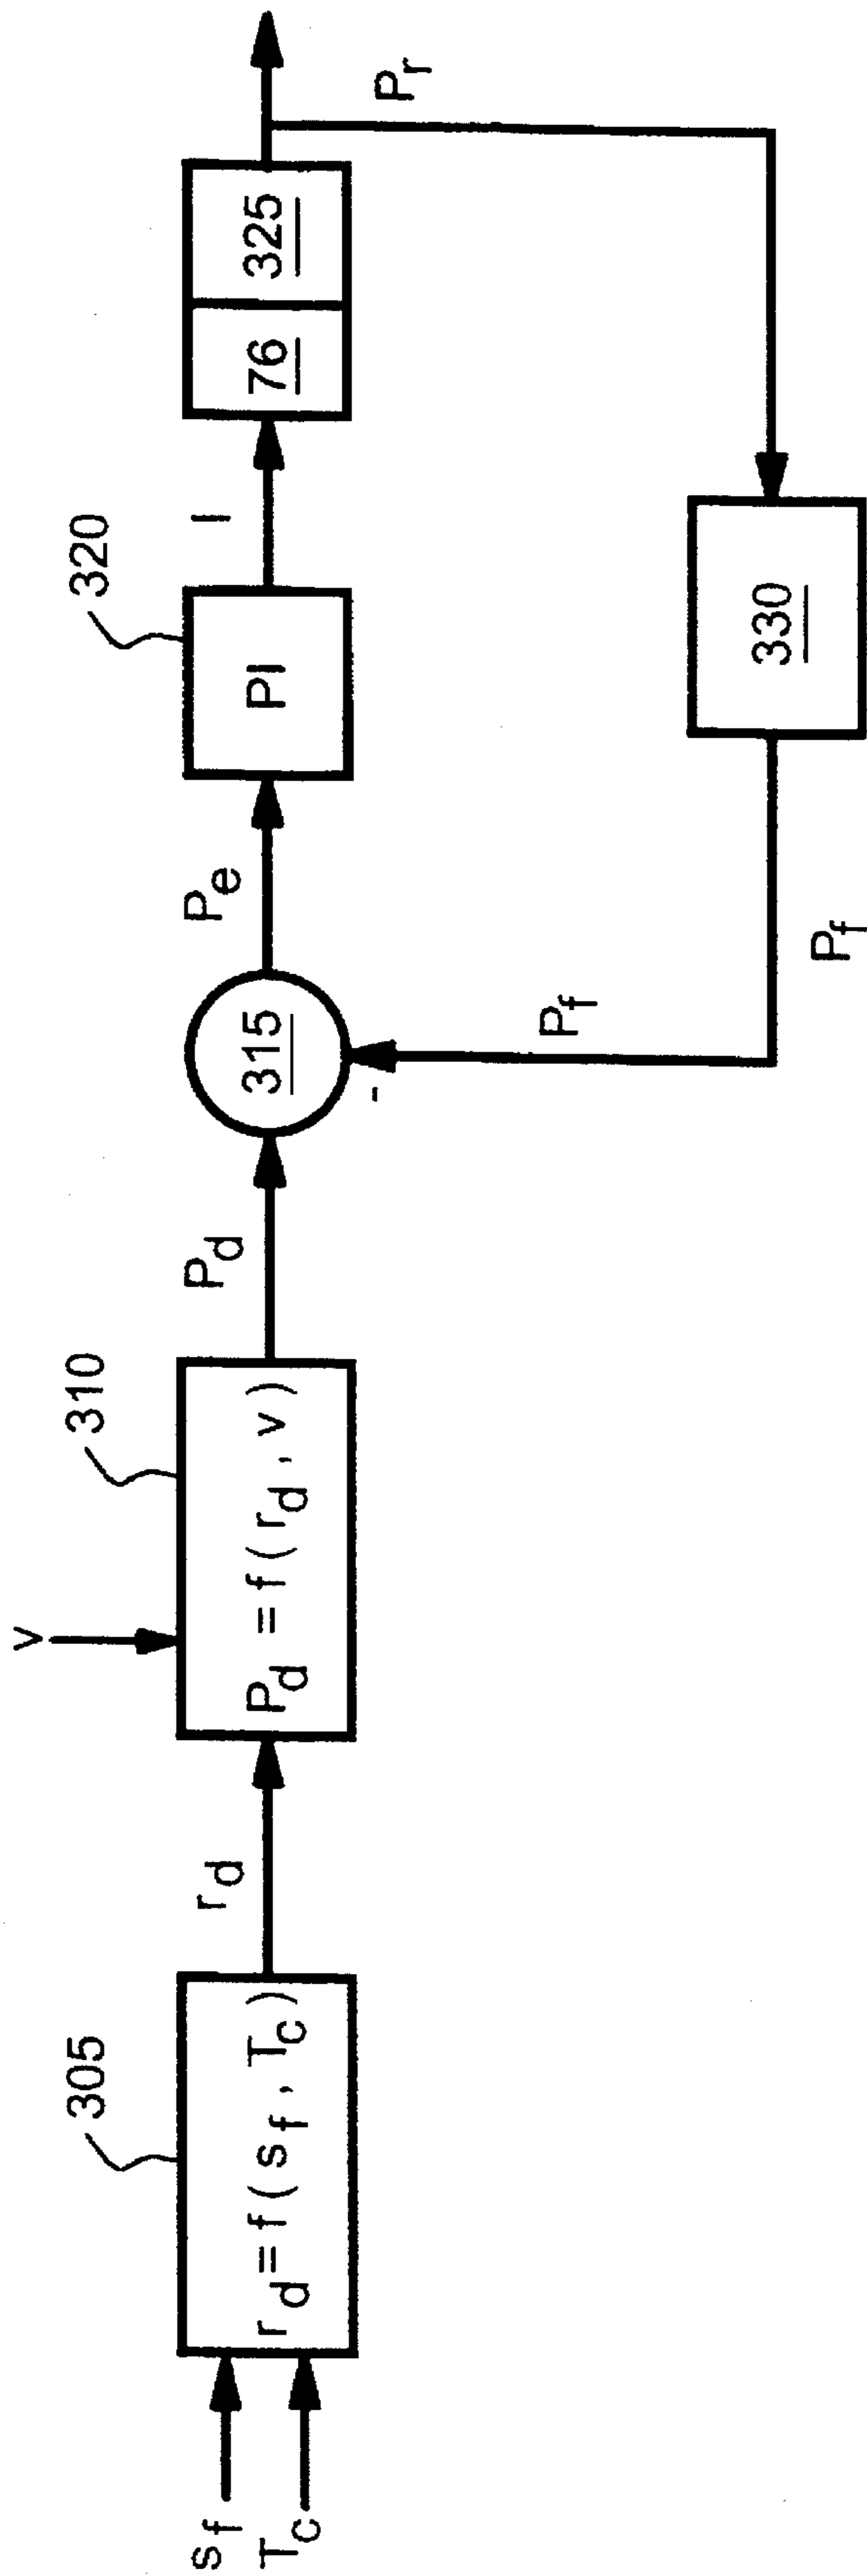 s_f
T_c
305
r_d = f ( s_f , T_c )
r_d
v
310
P_d = f ( r_d , v )
P_d
315
-
P_e
320
PI
I
76
325
P_r
330
P_f
P_f